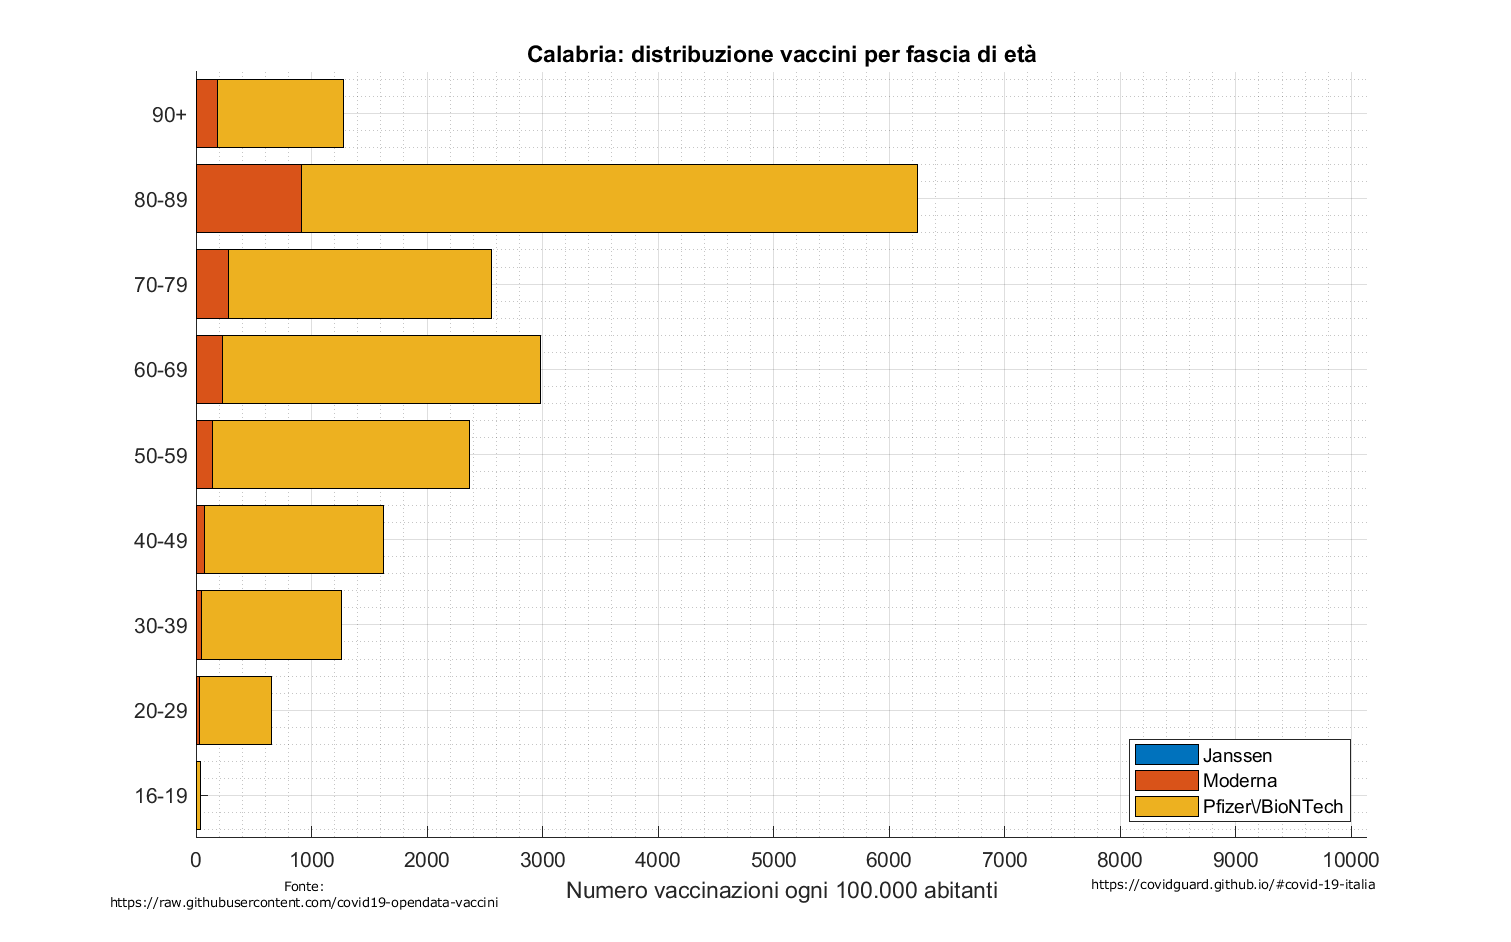 Calabria: distribuzione vaccini per fascia di età
90+
80-89
70-79
60-69
50-59
40-49
30-39
20-29
16-19
Janssen
Moderna
Pfizer\/BioNTech
0 1000 2000 3000 4000 5000 6000 7000 8000 9000 10000
Numero vaccinazioni ogni 100.000 abitanti
Fonte:
https://raw.githubusercontent.com/covid19-opendata-vaccini
https://covidguard.github.io/#covid-19-italia